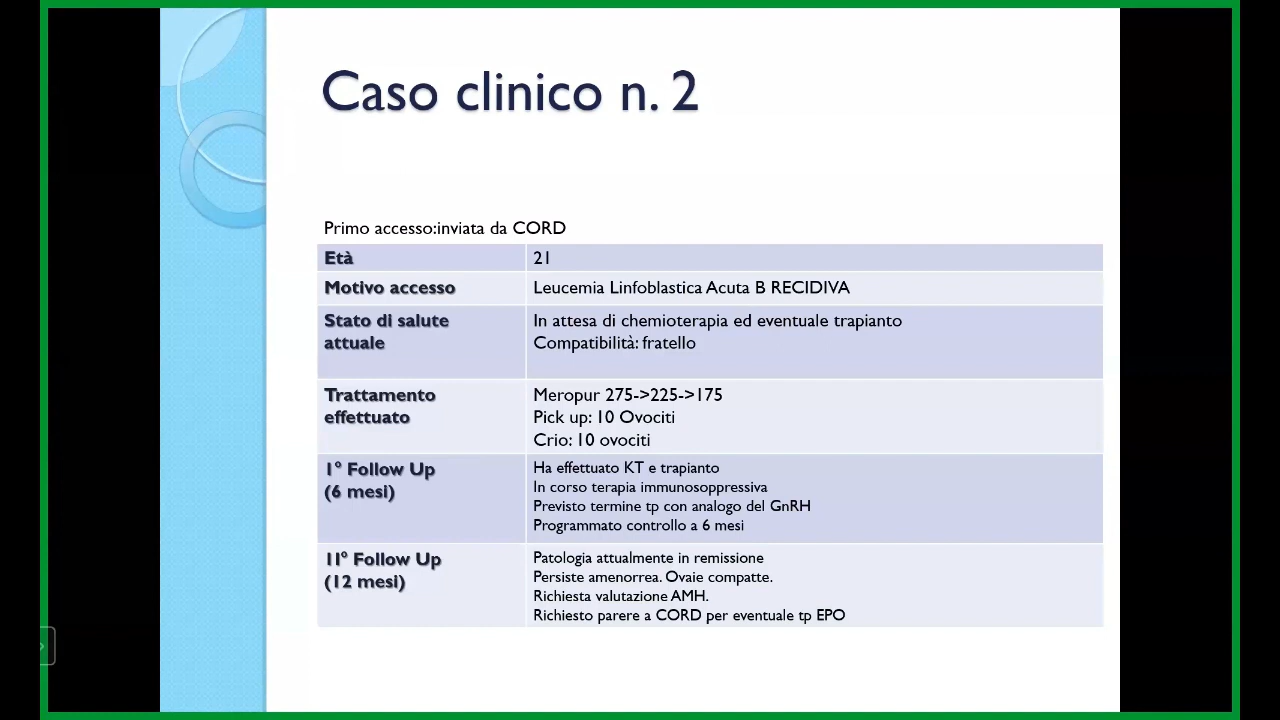 Caso clinico n. 2
Primo accesso:inviata da CORD
Età
21
Motivo accesso
Leucemia Linfoblastica Acuta B RECIDIVA
Stato di salute
attuale
In attesa di chemioterapia ed eventuale trapianto
Compatibilità: fratello
Trattamento
effettuato
Meropur 275->225->175
Pick up: 10 Ovociti
Crio: 10 ovociti
1° Follow Up
(6 mesi)
Ha effettuato KT e trapianto
In corso terapia immunosoppressiva
Previsto termine tp con analogo del GnRH
Programmato controllo a 6 mesi
1I° Follow Up
(12 mesi)
Patologia attualmente in remissione
Persiste amenorrea. Ovaie compatte.
Richiesta valutazione AMH.
Richiesto parere a CORD per eventuale tp EPO